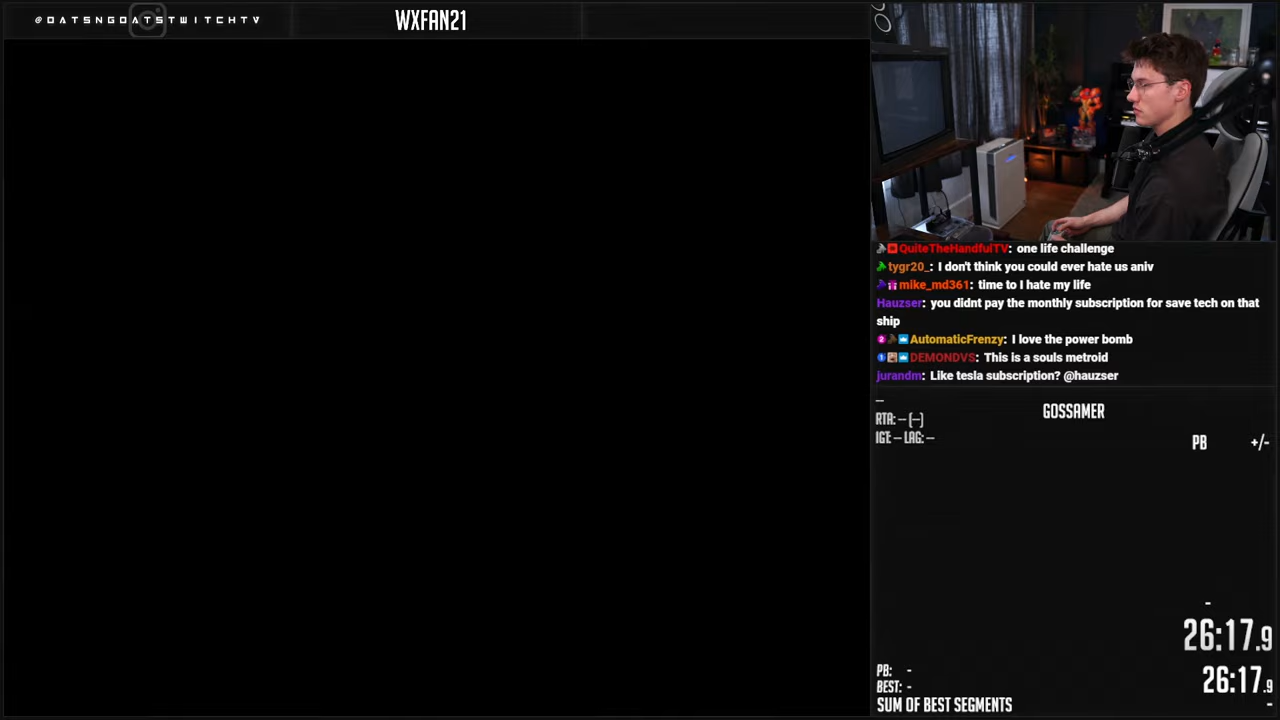 @OATSNGOATSTWITCHTV
WXFAN21
QuiteTheHandfulTV: one life challenge
tygr20_: I don't think you could ever hate us aniv
mike_md361: time to I hate my life
Hauzser: you didnt pay the monthly subscription for save tech on that
ship
AutomaticFrenzy: I love the power bomb
DEMONDVS: This is a souls metroid
jurandm: Like tesla subscription? @hauzser
—
GOSSAMER
RTA: — (—)
IGT: — LAG: —
PB +/-
-
26:17.9
PB: -
26:17.9
BEST: -
SUM OF BEST SEGMENTS -